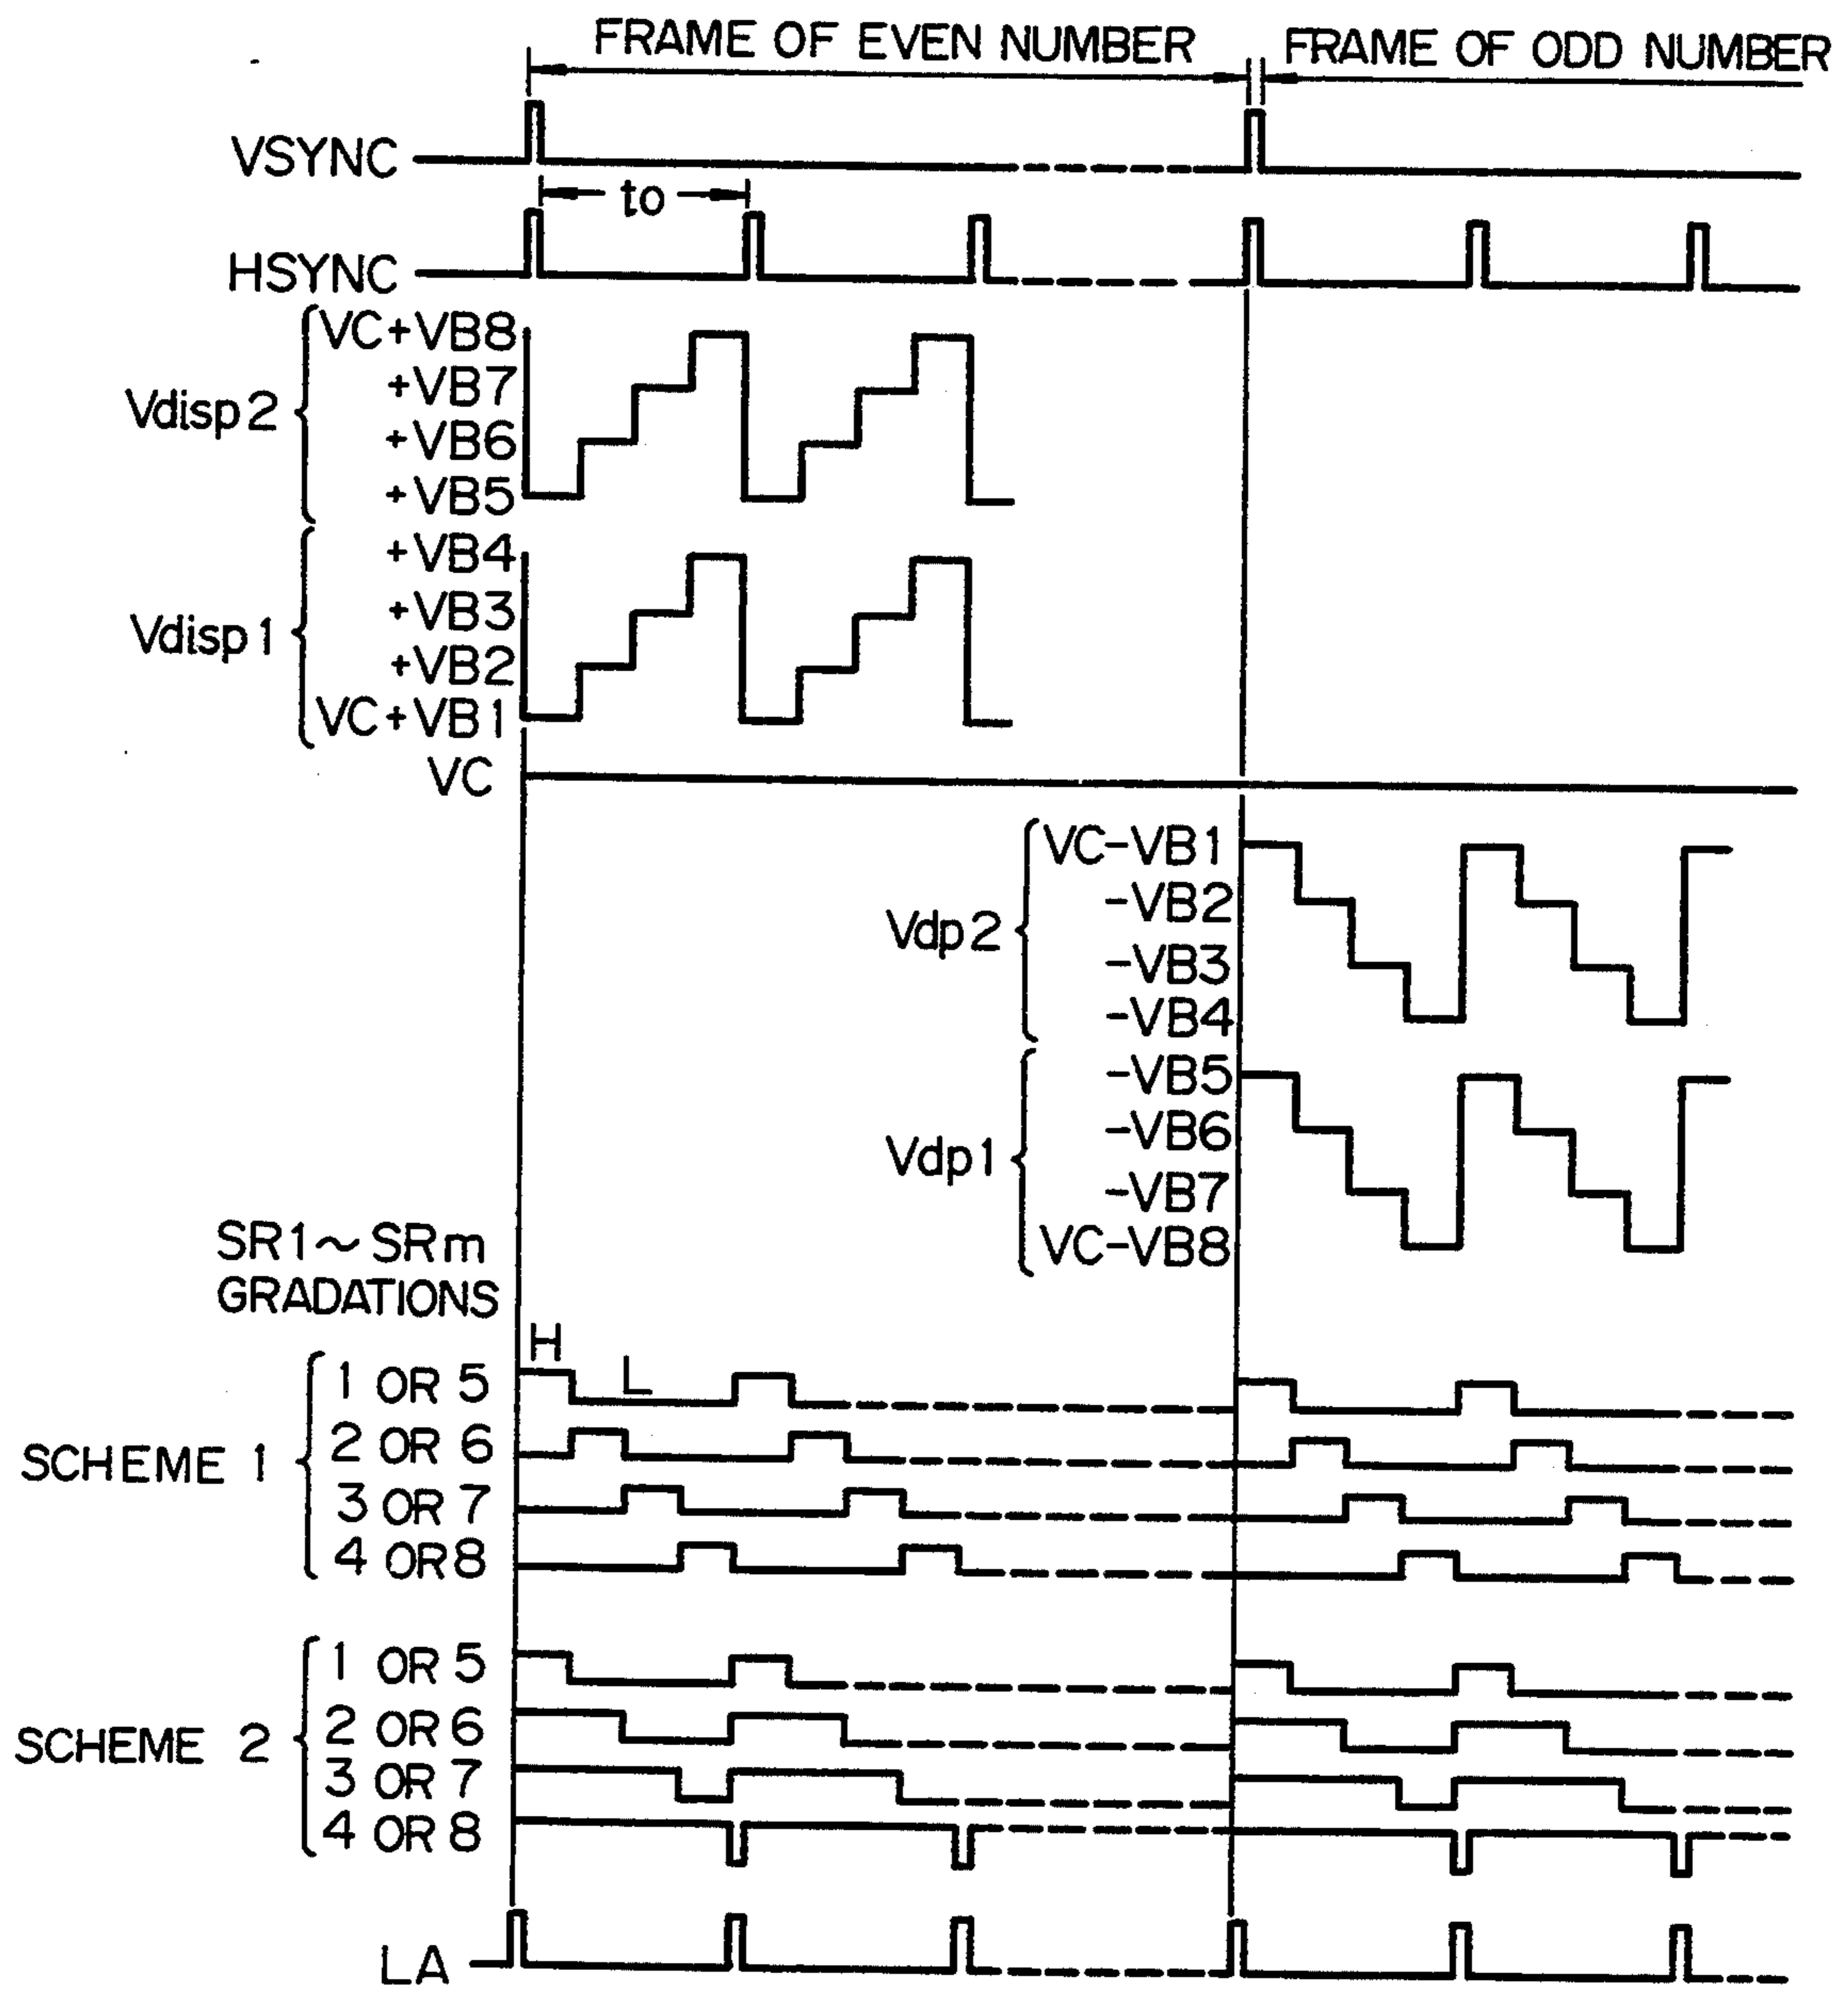 FRAME OF EVEN NUMBER
FRAME OF ODD NUMBER
VSYNC
to
HSYNC
VC+VB8
+VB7
Vdisp2
+VB6
+VB5
+VB4
+VB3
Vdisp1
+VB2
VC+VB1
VC
VC-VB1
-VB2
Vdp2
-VB3
-VB4
-VB5
-VB6
Vdp1
-VB7
VC-VB8
SR1~SRm
GRADATIONS
H
L
1 OR 5
2 OR 6
SCHEME 1
3 OR 7
4 OR 8
1 OR 5
2 OR 6
SCHEME 2
3 OR 7
4 OR 8
LA